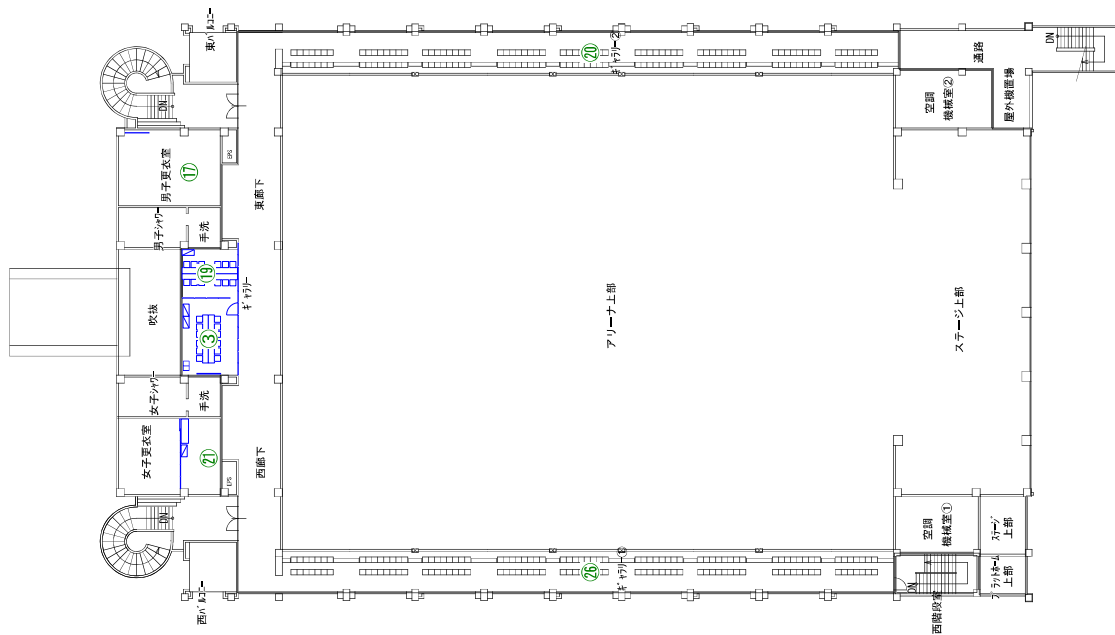 東バルコニー
DN
EPS
男子更衣室
⑰
男子シャワー
手洗
東廊下
⑲
ギャラリー
吹抜
③
女子シャワー
手洗
女子更衣室
㉑
EPS
西廊下
DN
西バルコニー
⑳
ギャラリー②
アリーナ上部
㉖
ギャラリー①
通路
DN
空調
機械室②
屋外機置場
ステージ上部
空調
機械室①
ステージ
上部
プラットホーム
上部
DN
西階段室